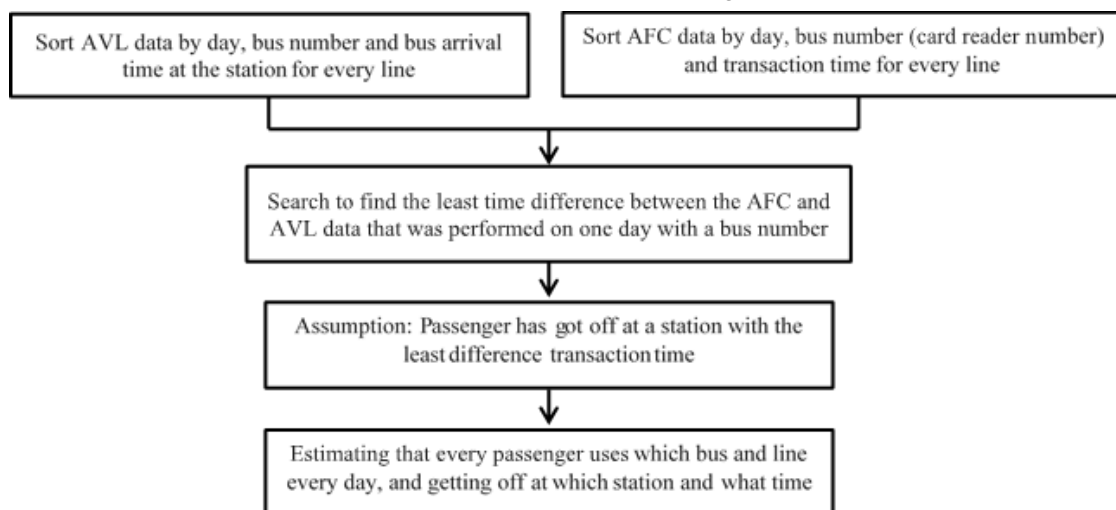 Sort AVL data by day, bus number and bus arrival
time at the station for every line
Sort AFC data by day, bus number (card reader number)
and transaction time for every line
Search to find the least time difference between the AFC and
AVL data that was performed on one day with a bus number
Assumption: Passenger has got off at a station with the
least difference transaction time
Estimating that every passenger uses which bus and line
every day, and getting off at which station and what time